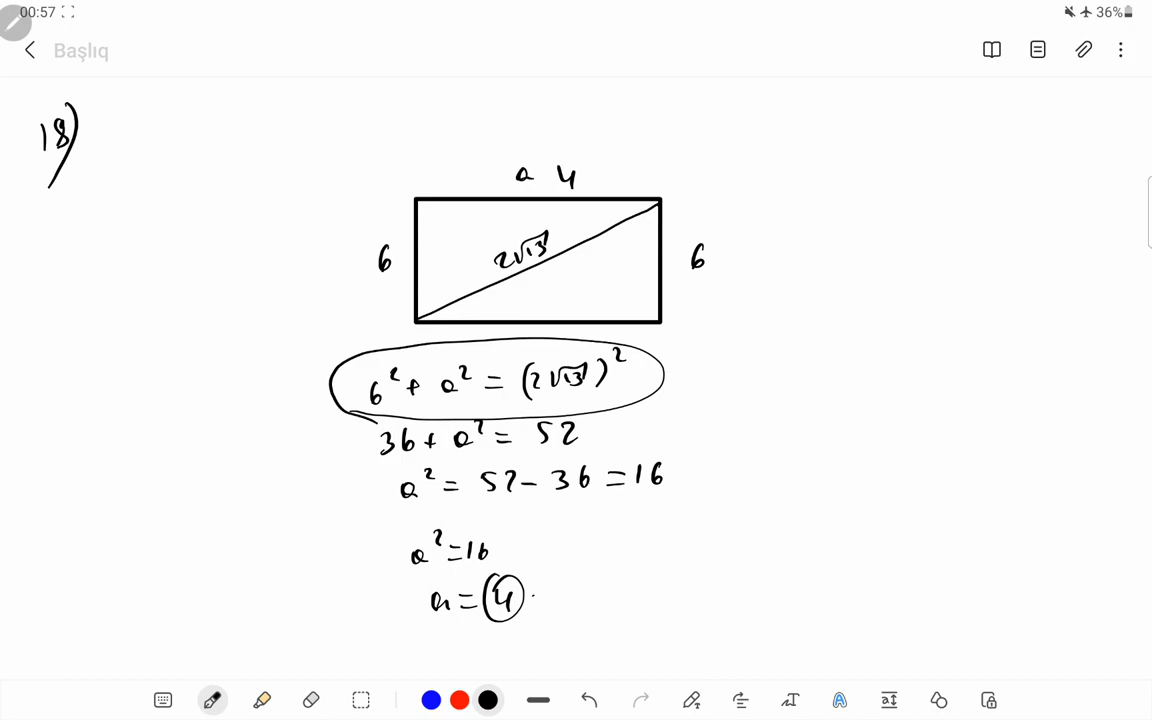 00:57
36%
Başlıq
18)
a 4
6
2√13
6
6² + a² = (2√13)²
36 + a² = 52
a² = 52 - 36 = 16
a² = 16
a = 4